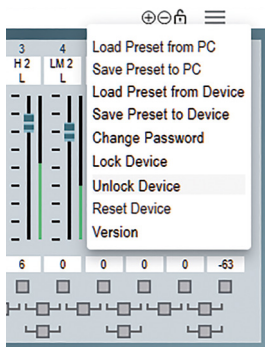 3 4
H 2 LM 2
L L
Load Preset from PC
Save Preset to PC
Load Preset from Device
Save Preset to Device
Change Password
Lock Device
Unlock Device
Reset Device
Version
6 0 0 0 0 -63